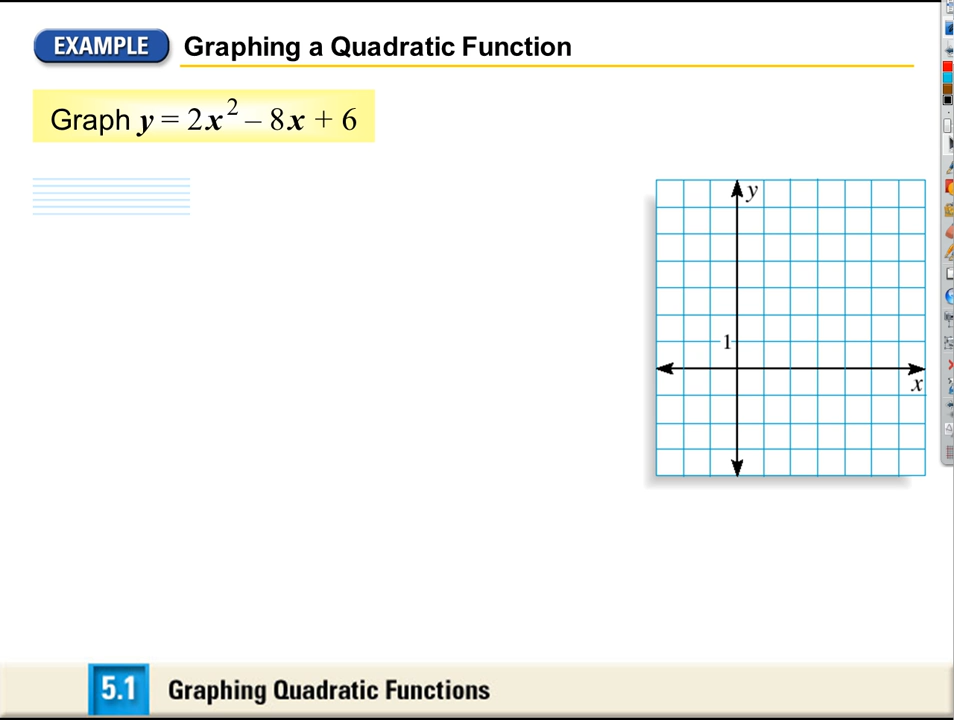 EXAMPLE Graphing a Quadratic Function
Graph y = 2x² – 8x + 6
y
1
x
5.1 Graphing Quadratic Functions